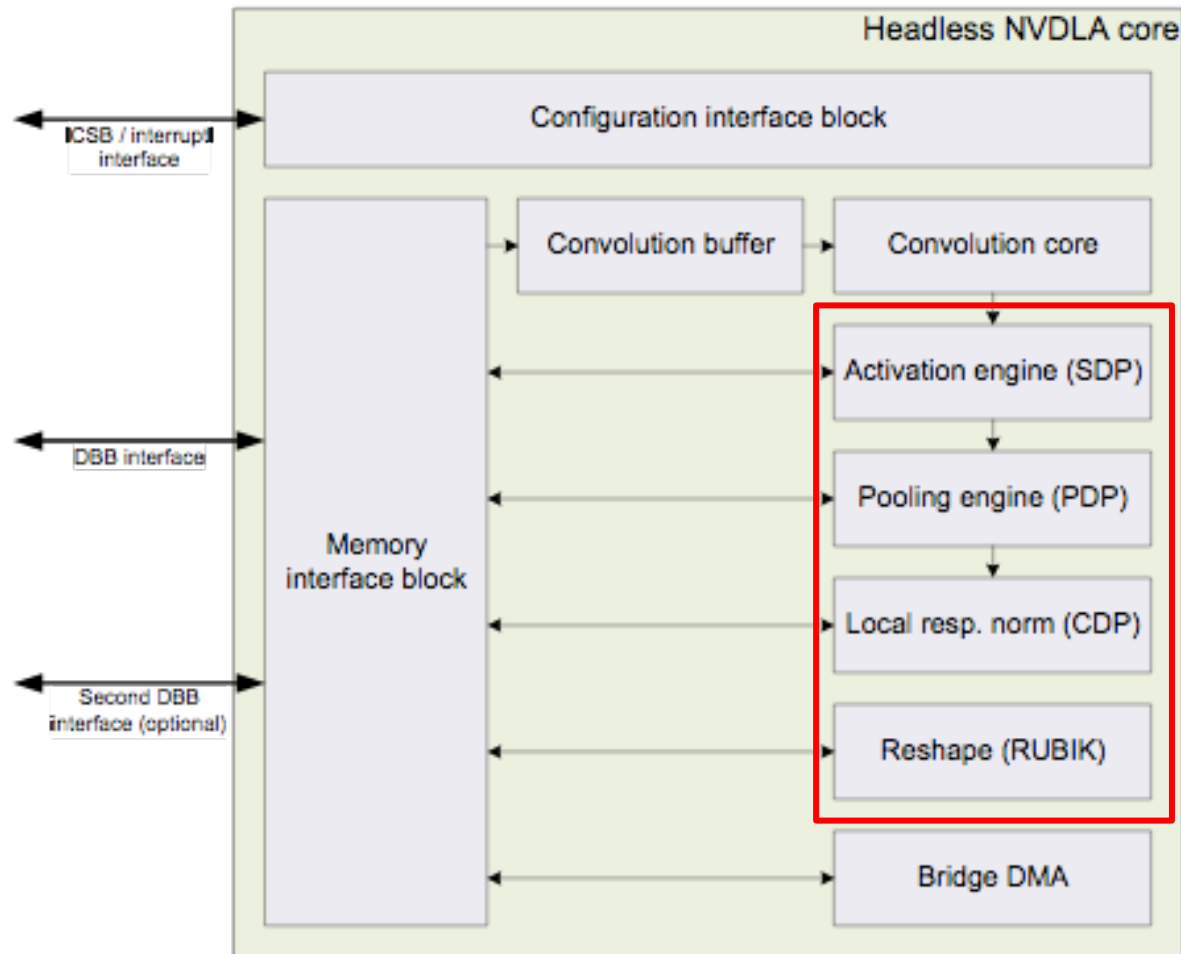 Headless NVDLA core
Configuration interface block
CSB / interrupt
interface
Convolution buffer
Convolution core
Activation engine (SDP)
DBB interface
Pooling engine (PDP)
Memory
interface block
Local resp. norm (CDP)
Second DBB
interface (optional)
Reshape (RUBIK)
Bridge DMA